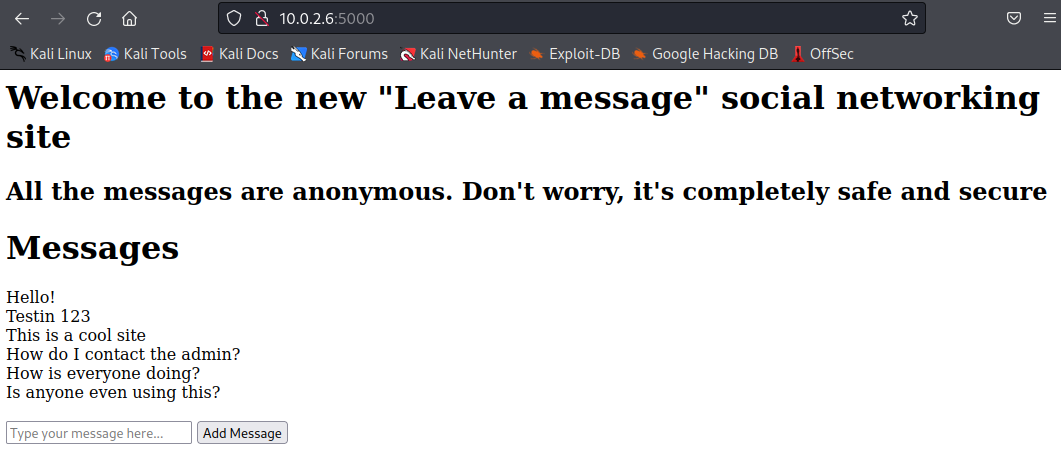 10.0.2.6:5000
Kali Linux Kali Tools Kali Docs Kali Forums Kali NetHunter Exploit-DB Google Hacking DB OffSec
Welcome to the new "Leave a message" social networking
site
All the messages are anonymous. Don't worry, it's completely safe and secure
Messages
Hello!
Testin 123
This is a cool site
How do I contact the admin?
How is everyone doing?
Is anyone even using this?
Type your message here... Add Message